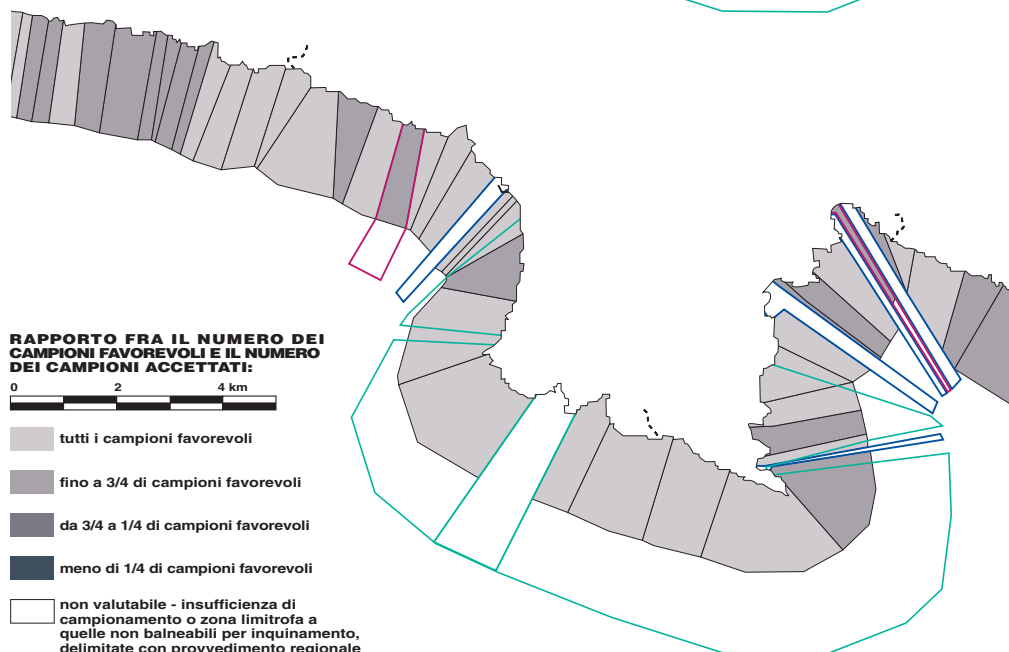 RAPPORTO FRA IL NUMERO DEI
CAMPIONI FAVOREVOLI E IL NUMERO
DEI CAMPIONI ACCETTATI:
0 2 4 km
tutti i campioni favorevoli
fino a 3/4 di campioni favorevoli
da 3/4 a 1/4 di campioni favorevoli
meno di 1/4 di campioni favorevoli
non valutabile - insufficienza di
campionamento o zona limitrofa a
quelle non balneabili per inquinamento,
delimitate con provvedimento regionale